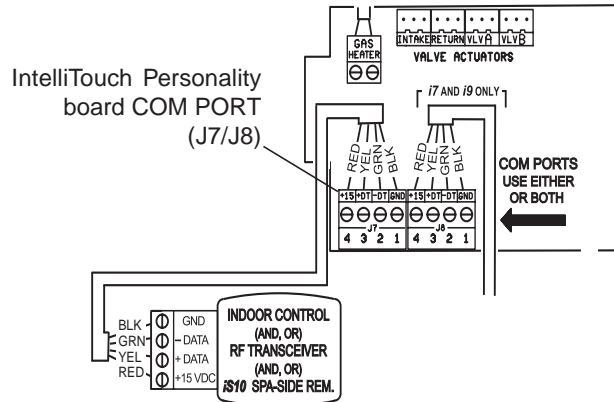 GAS
HEATER
INTAKE RETURN VLVA VLVB
VALVE ACTUATORS
IntelliTouch Personality
board COM PORT
(J7/J8)
i7 AND i9 ONLY
RED YEL GRN BLK
RED YEL GRN BLK
COM PORTS
USE EITHER
OR BOTH
+15 +DT -DT GND +15 +DT -DT GND
J7 J8
4 3 2 1 4 3 2 1
BLK GND
GRN – DATA
YEL + DATA
RED +15 VDC
INDOOR CONTROL
(AND, OR)
RF TRANSCEIVER
(AND, OR)
iS10 SPA-SIDE REM.